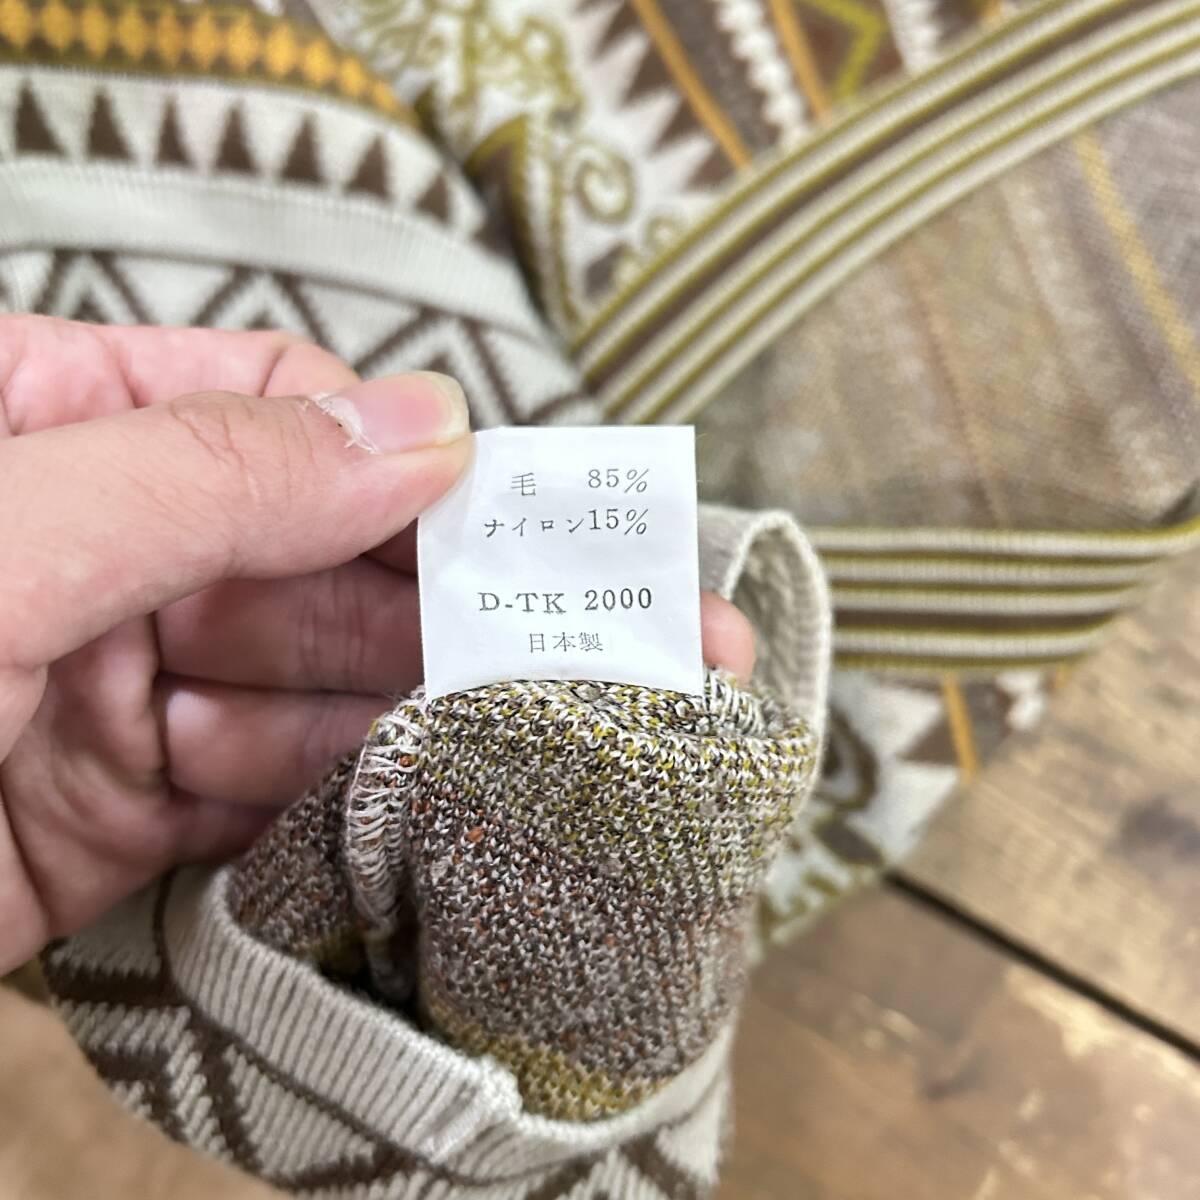 毛 85%
ナイロン15%
D-TK 2000
日本製